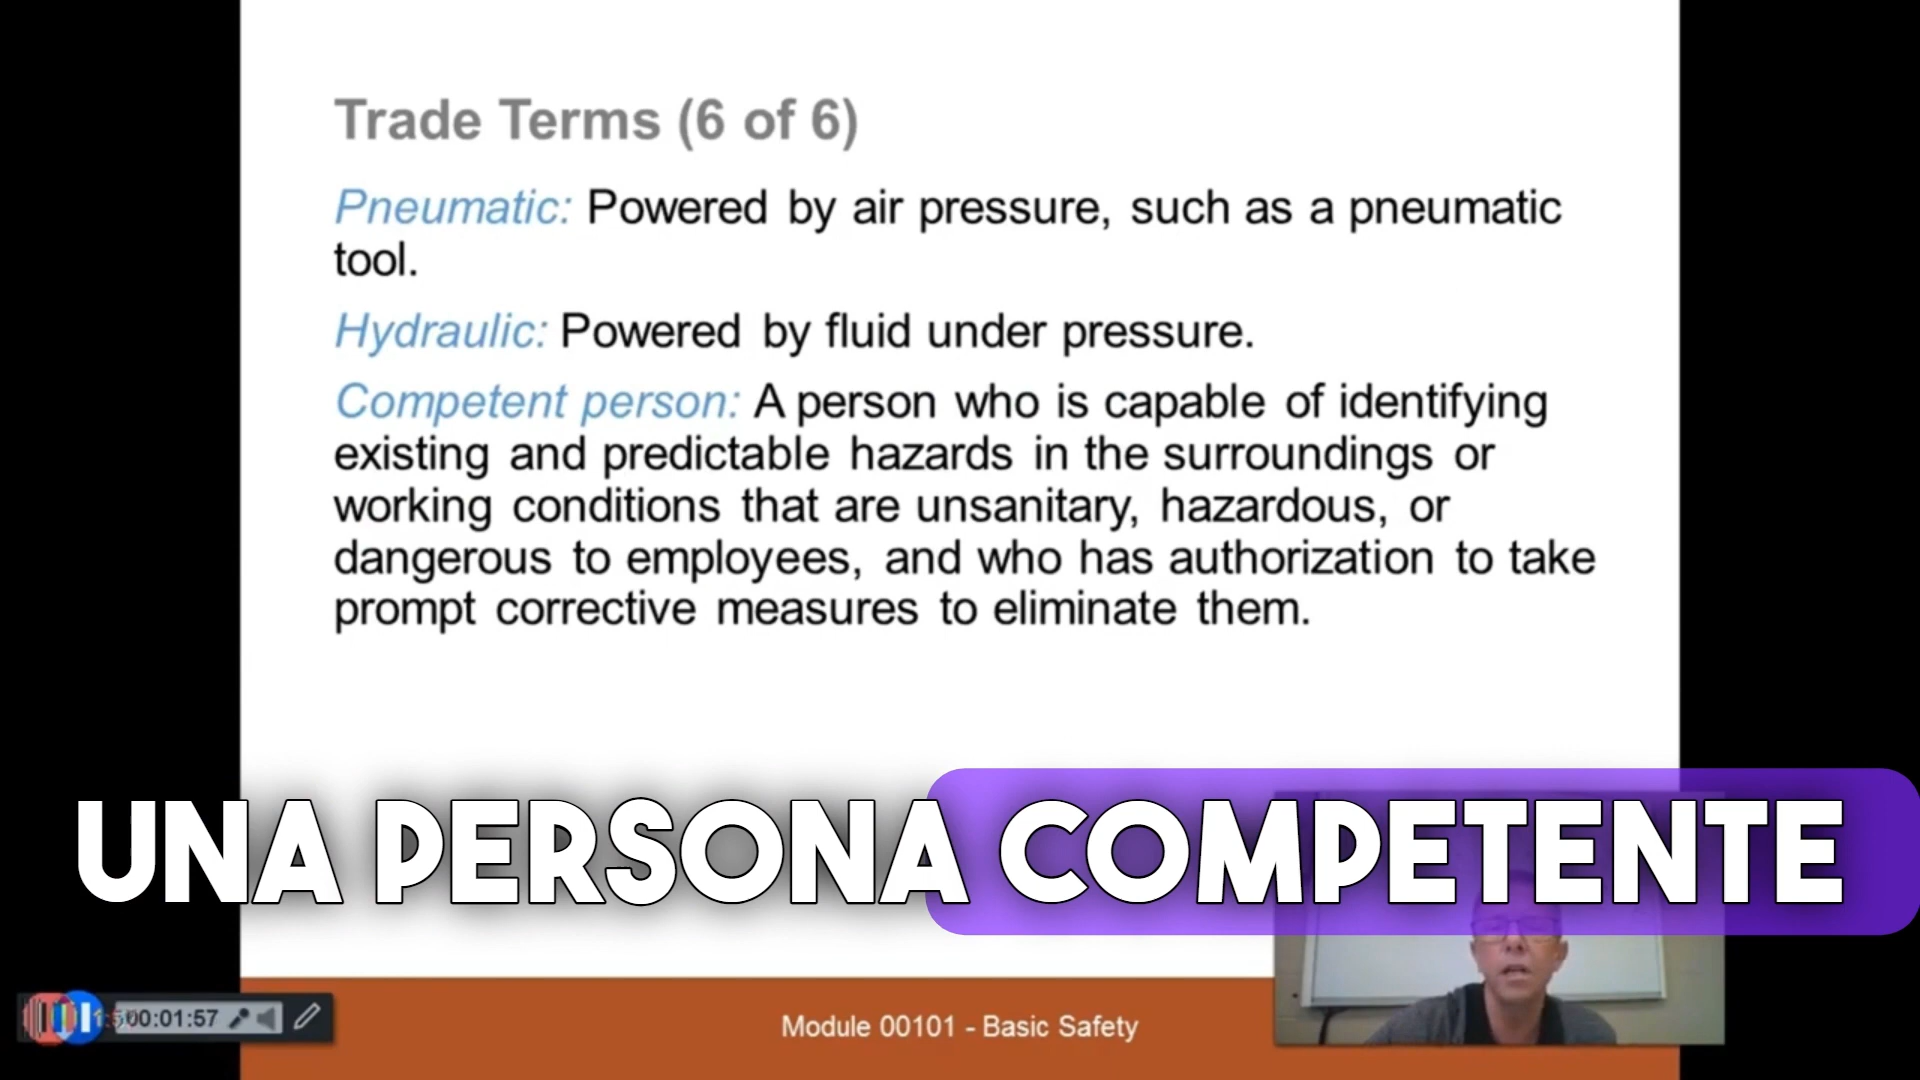 Trade Terms (6 of 6)
Pneumatic: Powered by air pressure, such as a pneumatic
tool.
Hydraulic: Powered by fluid under pressure.
Competent person: A person who is capable of identifying
existing and predictable hazards in the surroundings or
working conditions that are unsanitary, hazardous, or
dangerous to employees, and who has authorization to take
prompt corrective measures to eliminate them.
UNA PERSONA COMPETENTE
00:01:57
Module 00101 - Basic Safety